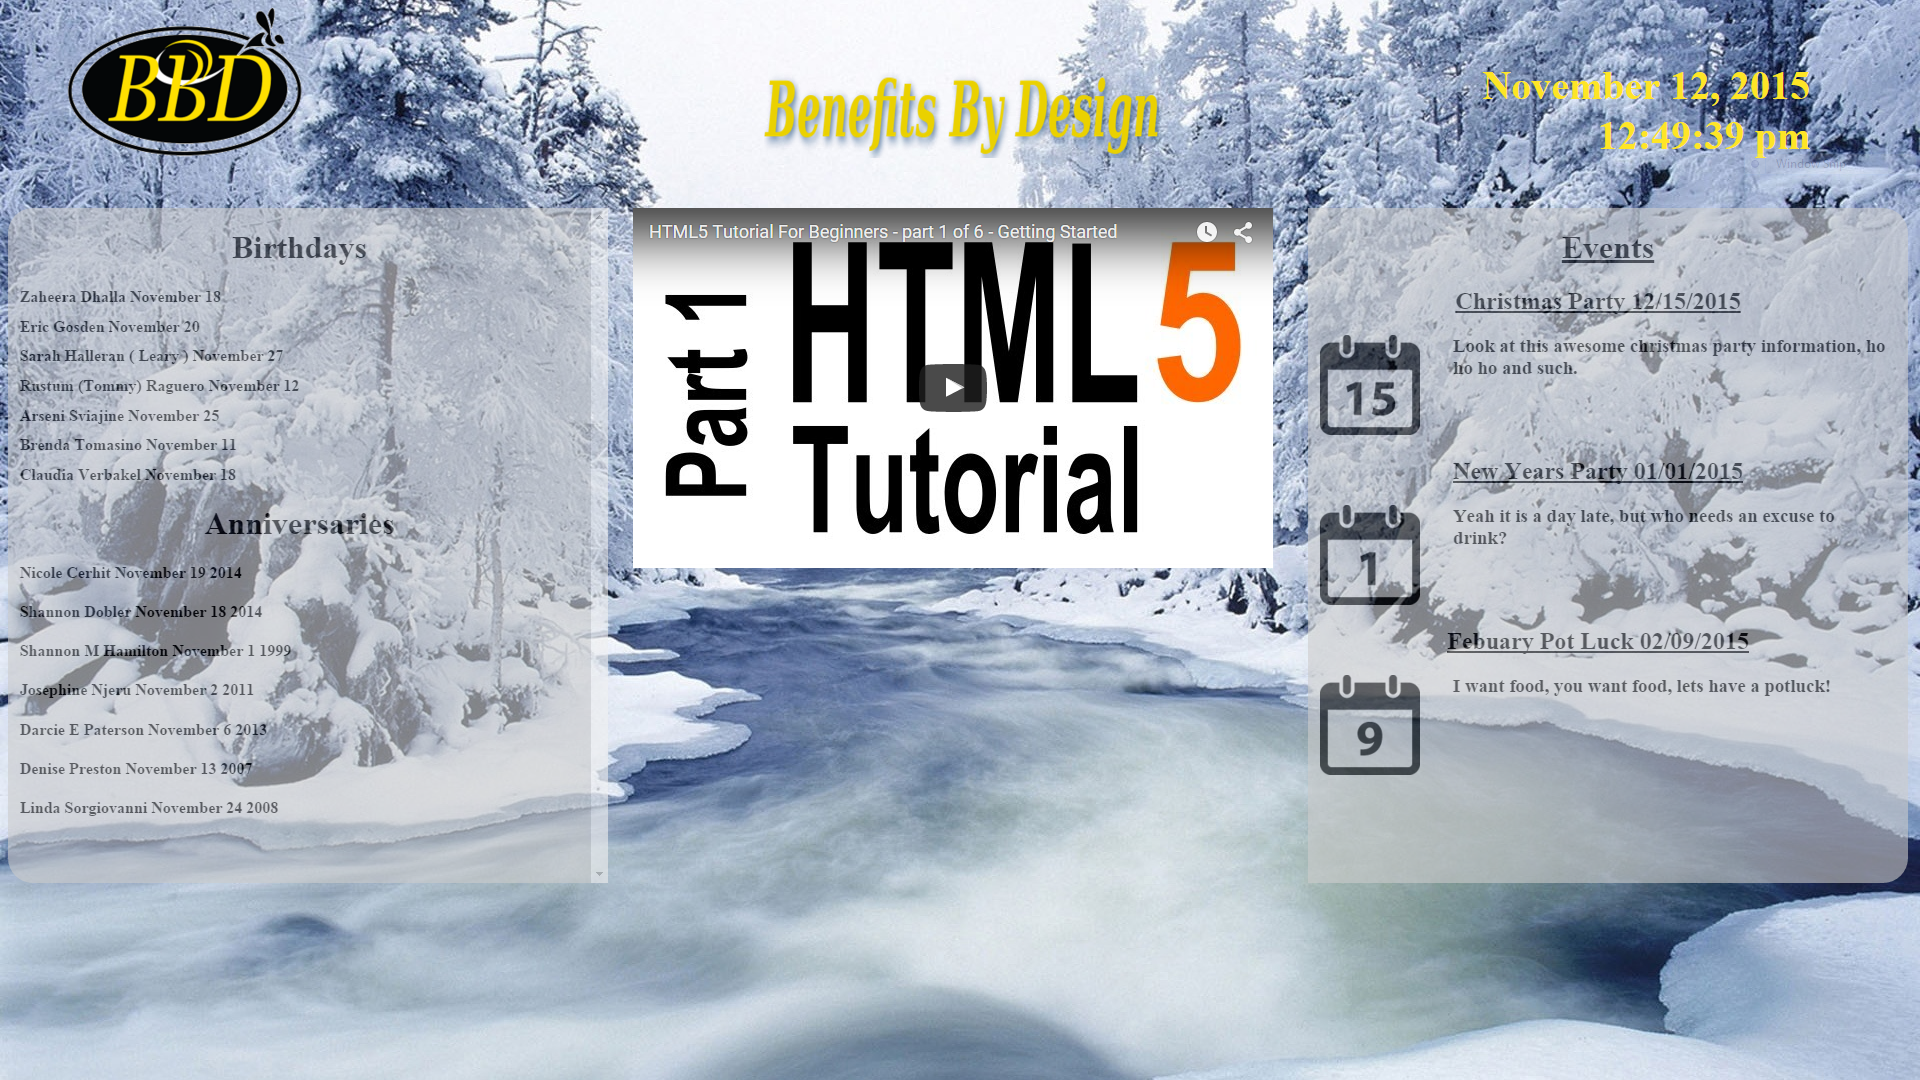 BBD
Benefits By Design
November 12, 2015
12:49:39 pm
Birthdays
Zaheera Dhalla November 18
Eric Gosden November 20
Sarah Halleran ( Leary ) November 27
Rustum (Tommy) Raguero November 12
Arseni Sviajine November 25
Brenda Tomasino November 11
Claudia Verbakel November 18
Anniversaries
Nicole Cerhit November 19 2014
Shannon Dobler November 18 2014
Shannon M Hamilton November 1 1999
Josephine Njeru November 2 2011
Darcie E Paterson November 6 2013
Denise Preston November 13 2007
Linda Sorgiovanni November 24 2008
HTML5 Tutorial For Beginners - part 1 of 6 - Getting Started
Part 1
HTML 5
Tutorial
Events
Christmas Party 12/15/2015
15
Look at this awesome christmas party information, ho
ho ho and such.
New Years Party 01/01/2015
1
Yeah it is a day late, but who needs an excuse to
drink?
Febuary Pot Luck 02/09/2015
9
I want food, you want food, lets have a potluck!